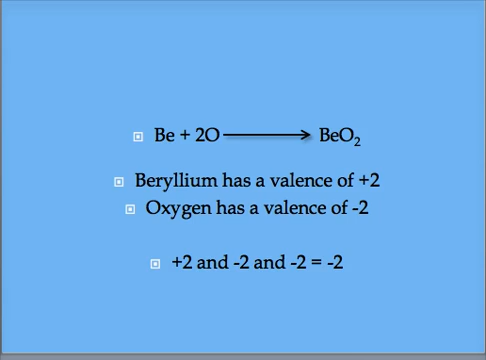 Be + 2O ⟶ BeO₂
Beryllium has a valence of +2
Oxygen has a valence of -2
+2 and -2 and -2 = -2